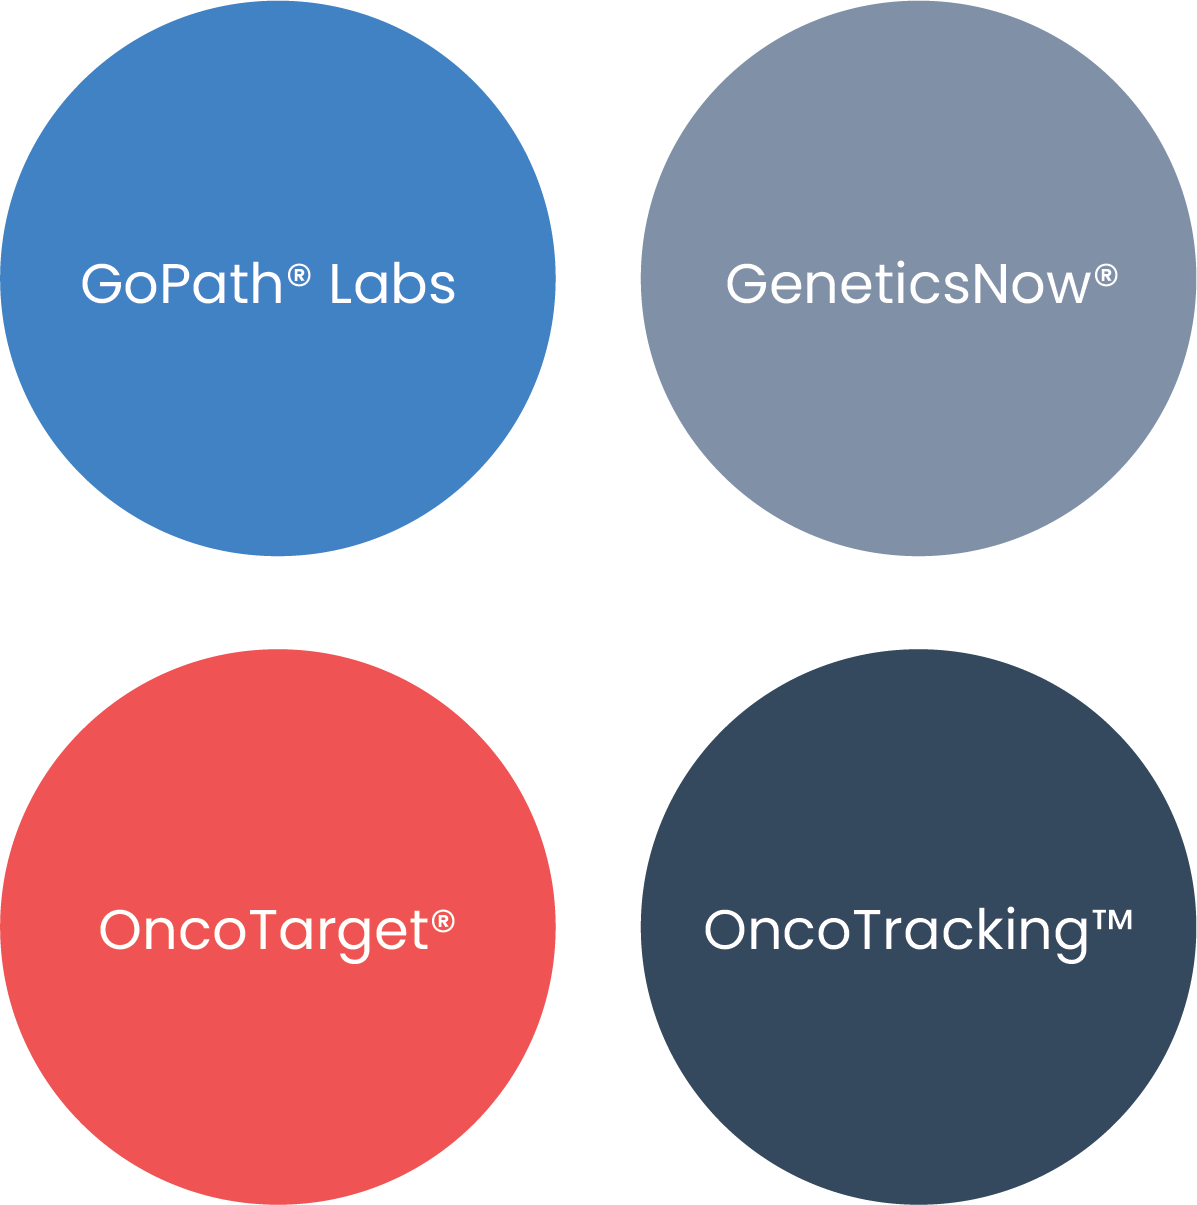 GoPath® Labs
GeneticsNow®
OncoTarget®
OncoTracking™